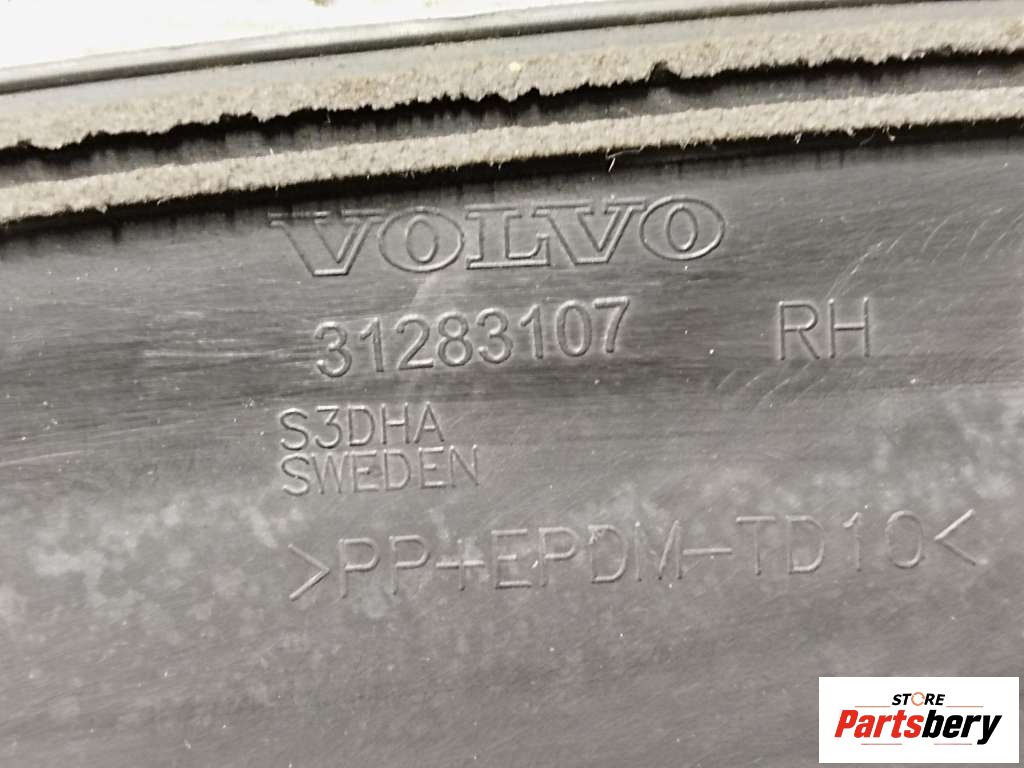 VOLVO
31283107 RH
S3DHA
SWEDEN
>PP+EPDM-TD10<
STORE
Partsbery